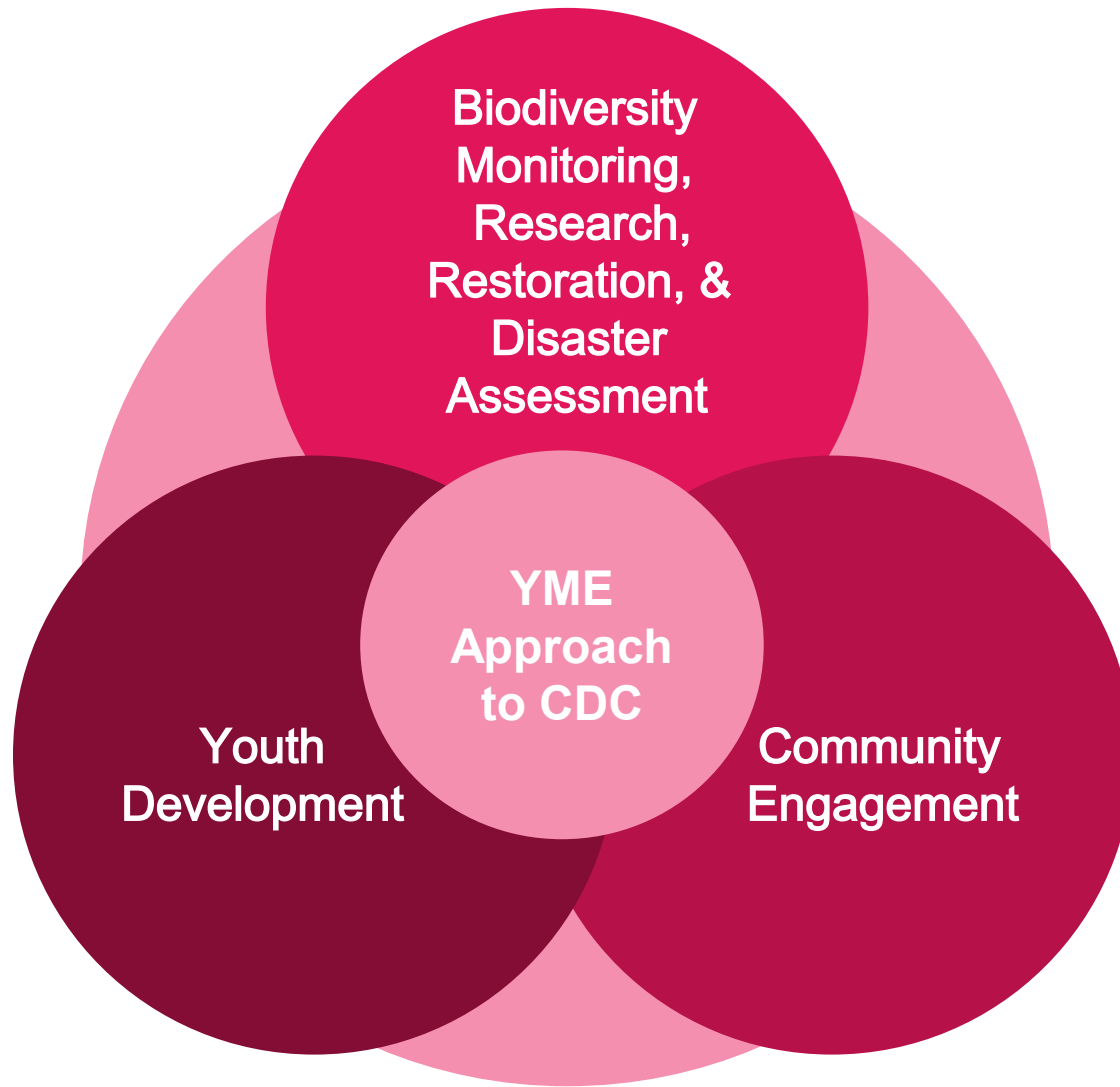 Biodiversity
Monitoring,
Research,
Restoration, &
Disaster
Assessment
YME
Approach
to CDC
Youth
Development
Community
Engagement